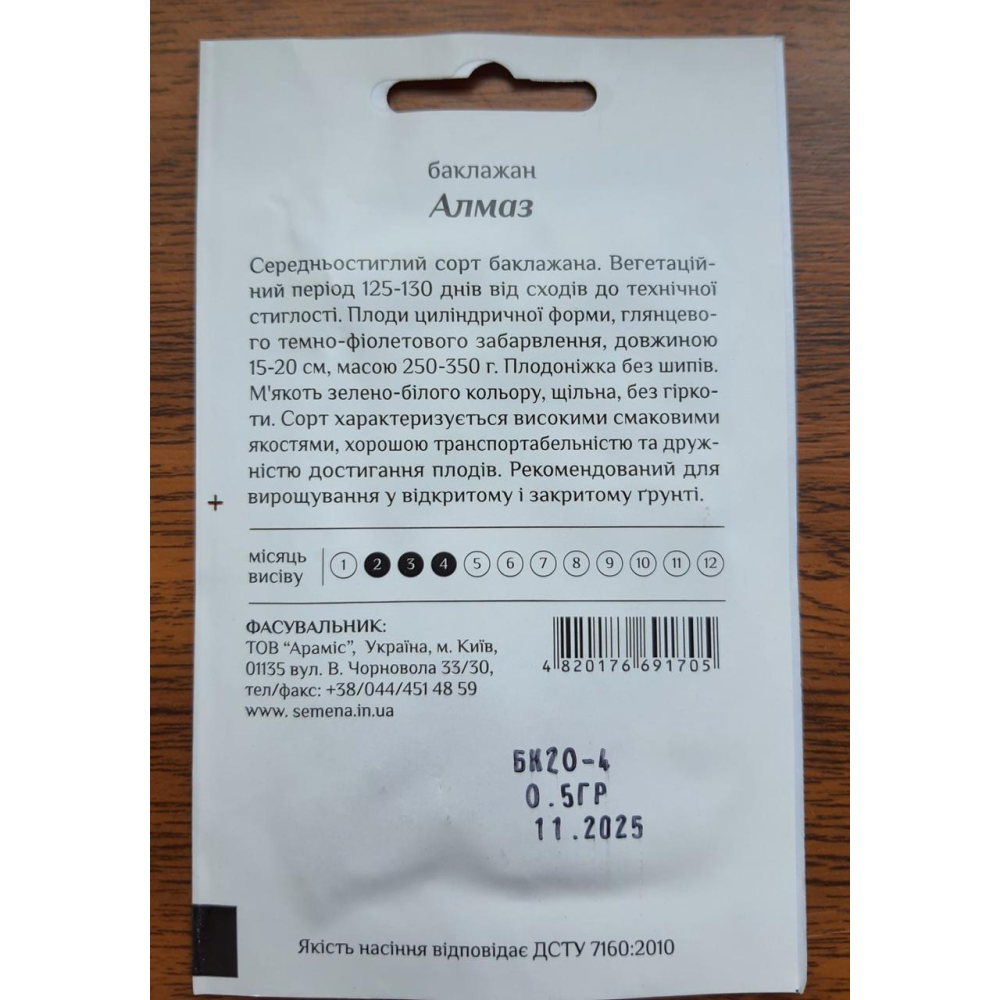 баклажан
Алмаз
Середньостиглий сорт баклажана. Вегетацій-
ний період 125-130 днів від сходів до технічної
стиглості. Плоди циліндричної форми, глянцево-
го темно-фіолетового забарвлення, довжиною
15-20 см, масою 250-350 г. Плодоніжка без шипів.
М'якоть зелено-білого кольору, щільна, без гірко-
ти. Сорт характеризується високими смаковими
якостями, хорошою транспортабельністю та друж-
ністю достигання плодів. Рекомендований для
вирощування у відкритому і закритому ґрунті.
місяць
висіву
1 2 3 4 5 6 7 8 9 10 11 12
ФАСУВАЛЬНИК:
ТОВ “Араміс”, Україна, м. Київ,
01135 вул. В. Чорновола 33/30,
тел/факс: +38/044/451 48 59
www. semena.in.ua
4 820176 691705
БК20-4
0.5ГР
11.2025
Якість насіння відповідає ДСТУ 7160:2010